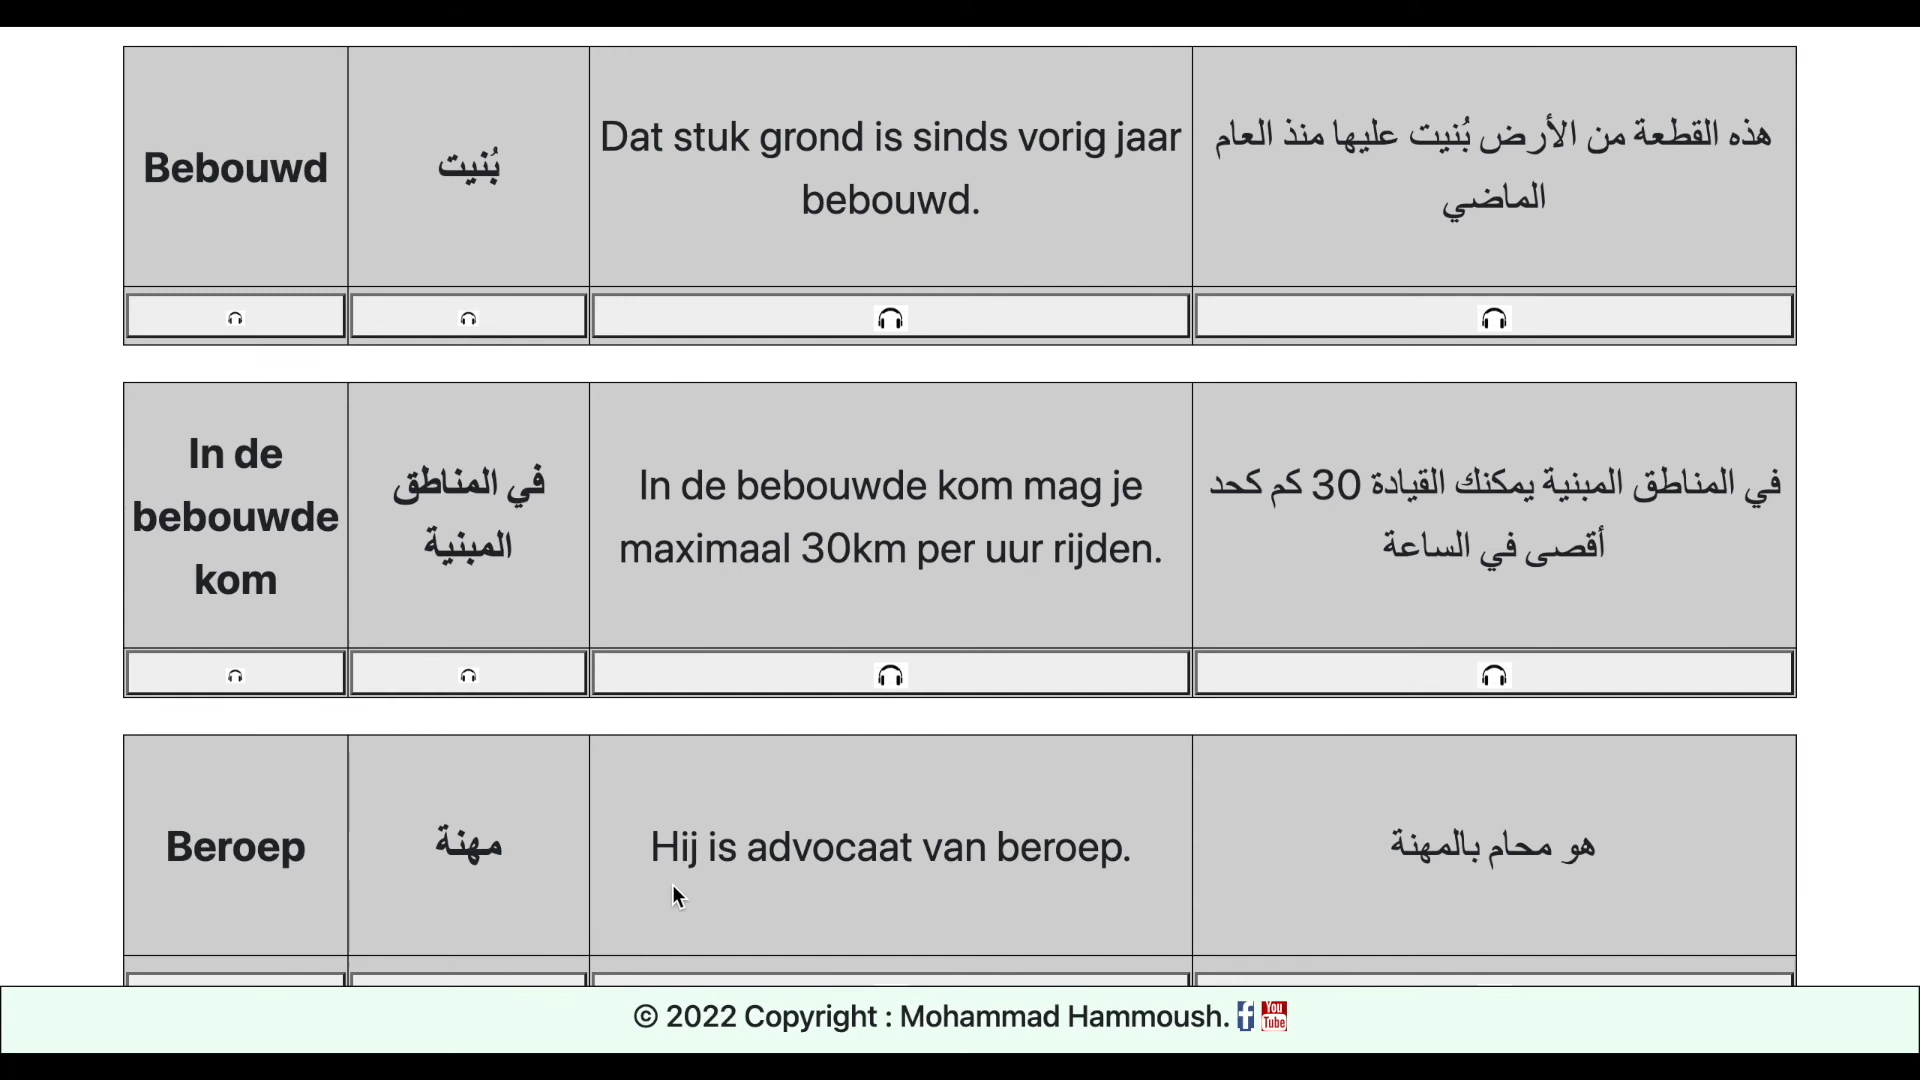 Bebouwd
بُنيت
Dat stuk grond is sinds vorig jaar
bebouwd.
هذه القطعة من الأرض بُنيت عليها منذ العام
الماضي
In de
bebouwde
kom
في المناطق
المبنية
In de bebouwde kom mag je
maximaal 30km per uur rijden.
في المناطق المبنية يمكنك القيادة 30 كم كحد
أقصى في الساعة
Beroep
مهنة
Hij is advocaat van beroep.
هو محام بالمهنة
© 2022 Copyright : Mohammad Hammoush.
You
Tube